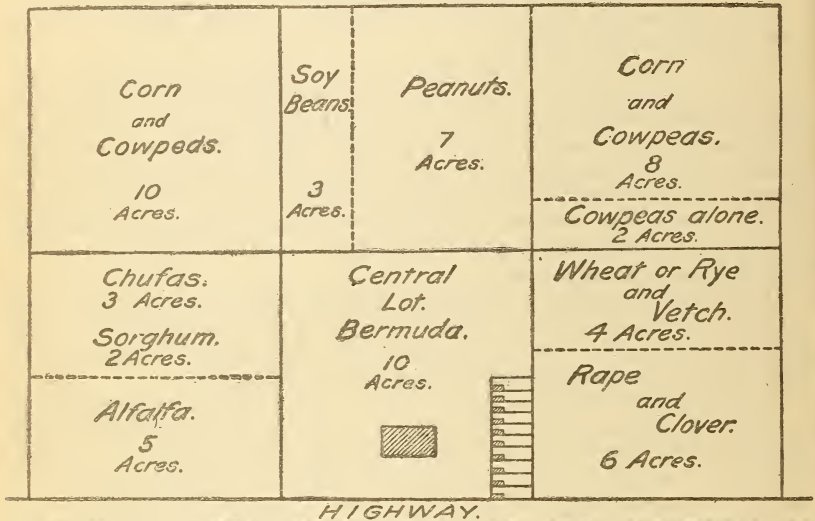 Corn
and
Cowpeds.
10
Acres.
Soy
Beans.
3
Acres.
Peanuts.
7
Acres.
Corn
and
Cowpeas.
8
Acres.
Cowpeas alone.
2 Acres.
Chufas.
3 Acres.
Sorghum.
2 Acres.
Alfalfa.
5
Acres.
Central
Lot.
Bermuda.
10
Acres.
Wheat or Rye
and
Vetch.
4 Acres.
Rape
and
Clover.
6 Acres.
HIGHWAY.